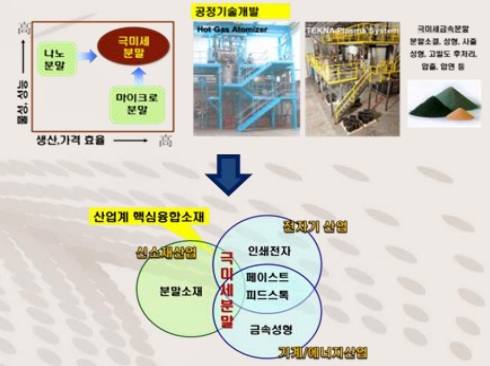 高
나노
분말
극미세
분말
마이크로
분말
물성, 성능
생산,가격 효율
高
공정기술개발
Hot Gas Atomizer
TEKNA Plasma System
극미세금속분말
분말소결, 성형, 사출
성형, 고밀도 후처리,
압출, 압연 등
산업계 핵심융합소재
전자기 산업
신소재산업
인쇄전자
극미세분말
페이스트
피드스톡
분말소재
금속성형
기계/에너지산업